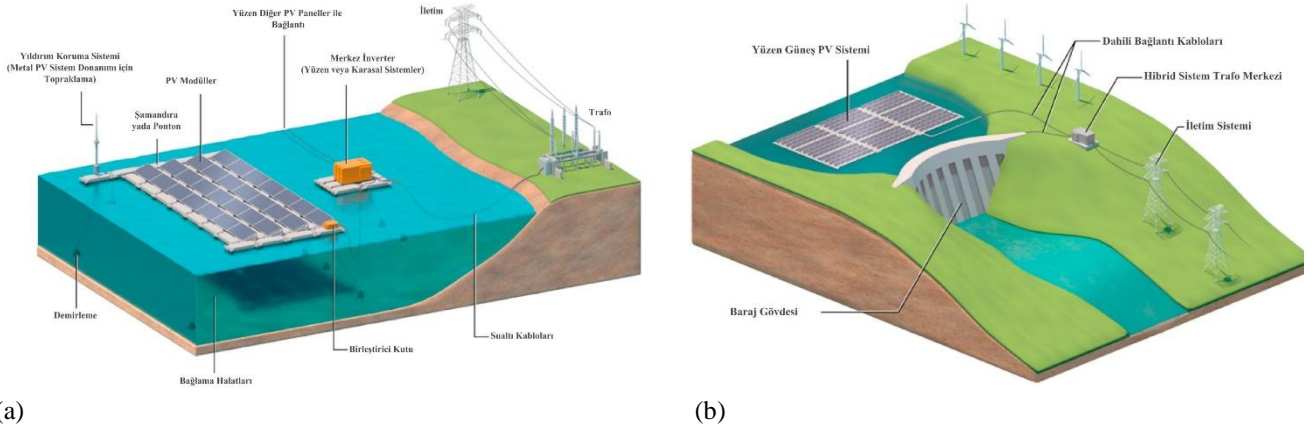 Yüzen Diğer PV Paneller ile
Bağlantı
İletim
Yıldırım Koruma Sistemi
(Metal PV Sistem Donanımı için
Topraklama)
PV Modüller
Merkez İnverter
(Yüzen veya Karasal Sistemler)
Şamandıra
yada Ponton
Trafo
Demirleme
Bağlama Halatları
Birleştirici Kutu
Sualtı Kabloları
(a)
Yüzen Güneş PV Sistemi
Dahili Bağlantı Kabloları
Hibrid Sistem Trafo Merkezi
İletim Sistemi
Baraj Gövdesi
(b)